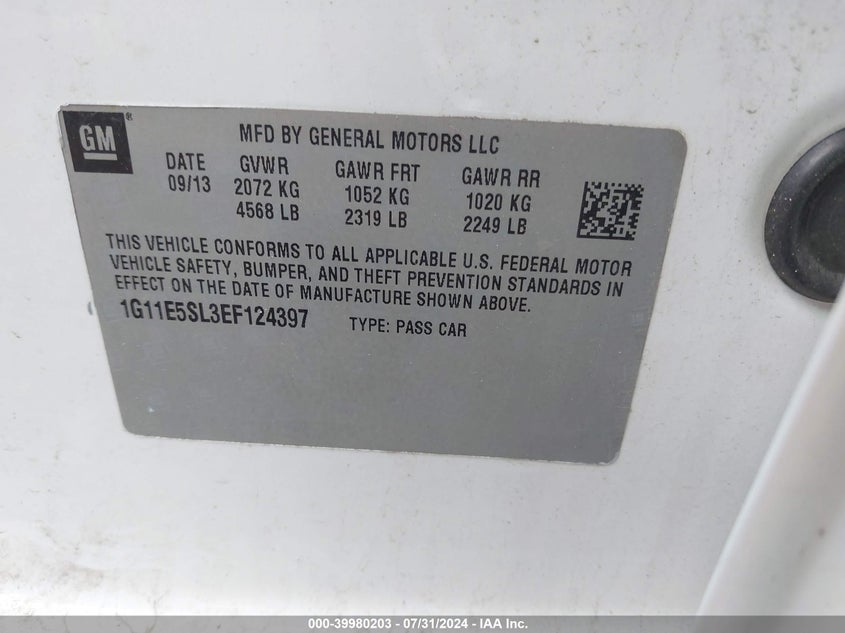 GM®
MFD BY GENERAL MOTORS LLC
DATE GVWR GAWR FRT GAWR RR
09/13 2072 KG 1052 KG 1020 KG
4568 LB 2319 LB 2249 LB
THIS VEHICLE CONFORMS TO ALL APPLICABLE U.S. FEDERAL MOTOR
VEHICLE SAFETY, BUMPER, AND THEFT PREVENTION STANDARDS IN
EFFECT ON THE DATE OF MANUFACTURE SHOWN ABOVE.
1G11E5SL3EF124397 TYPE: PASS CAR
000-39980203 - 07/31/2024 - IAA Inc.